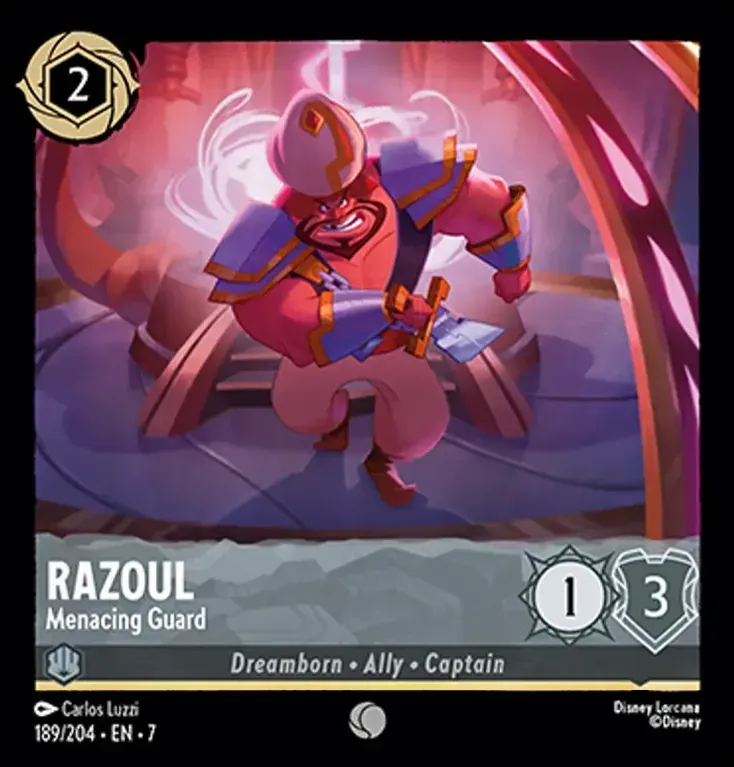 2
RAZOUL
Menacing Guard
1
3
Dreamborn • Ally • Captain
Carlos Luzzi
189/204 • EN • 7
Disney Lorcana
©Disney